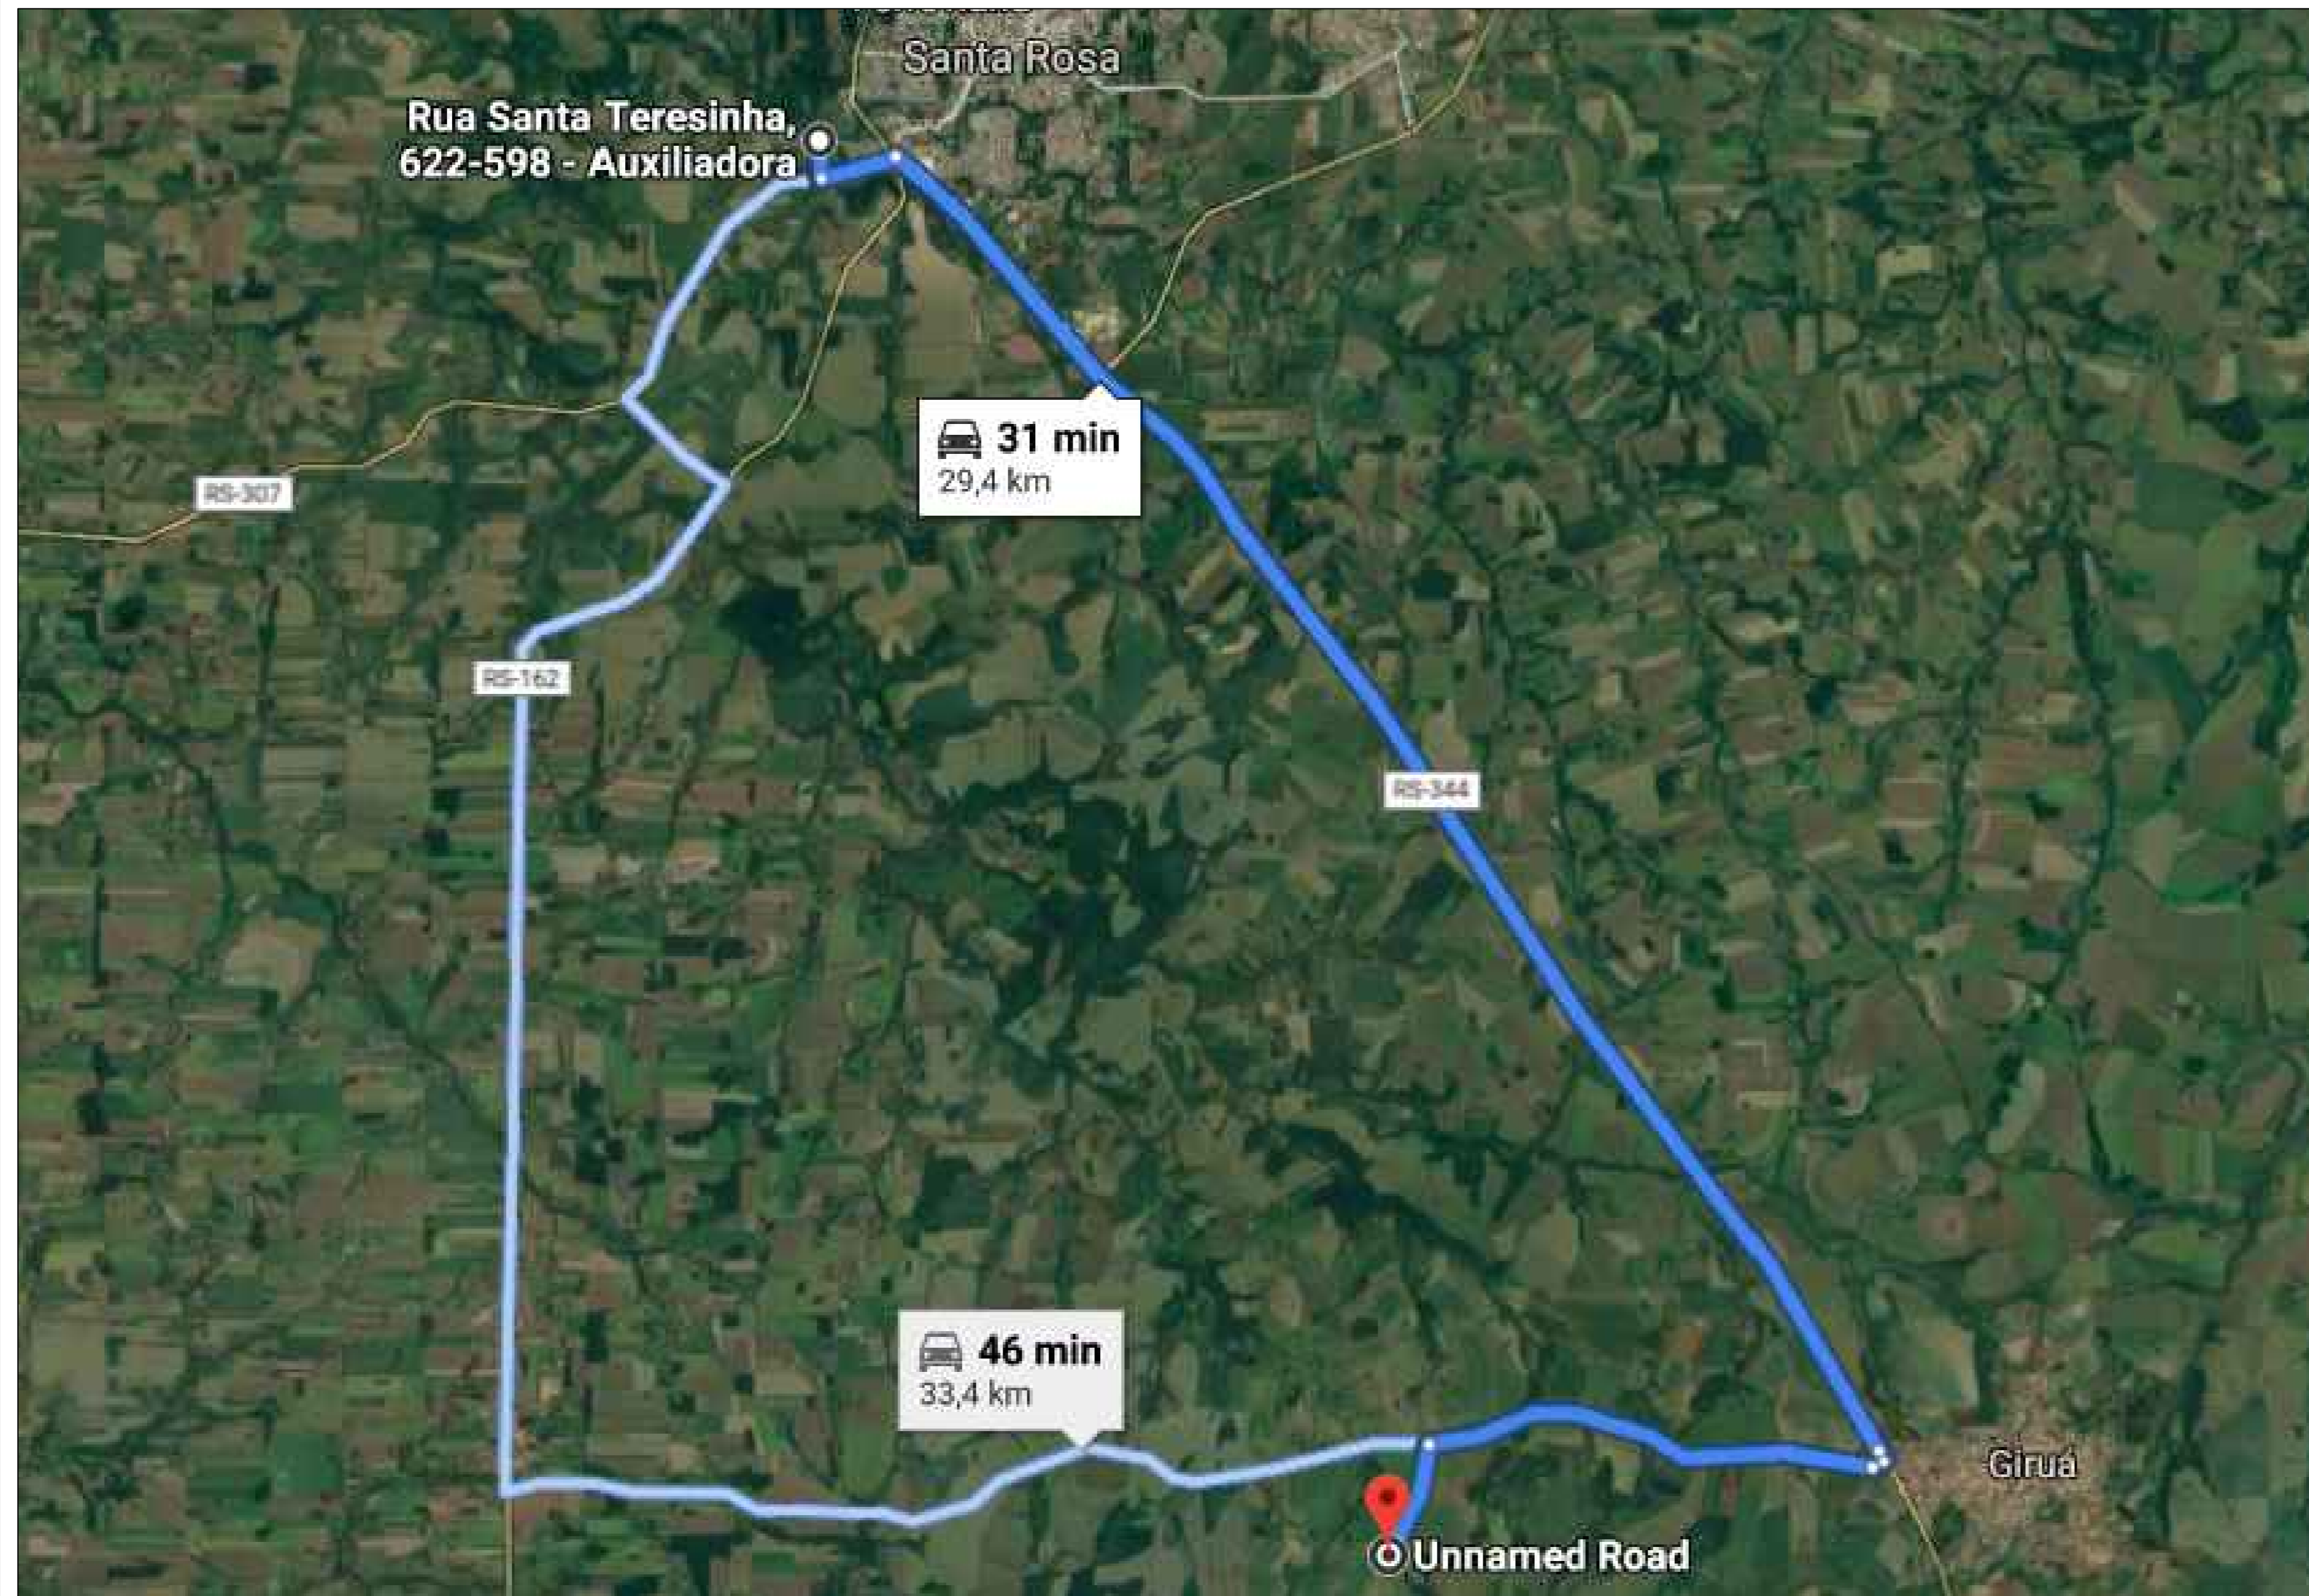 Santa Rosa
Rua Santa Teresinha,
622-598 - Auxiliadora
31 min
29,4 km
RS-307
RS-162
RS-344
46 min
33,4 km
Giruá
Unnamed Road